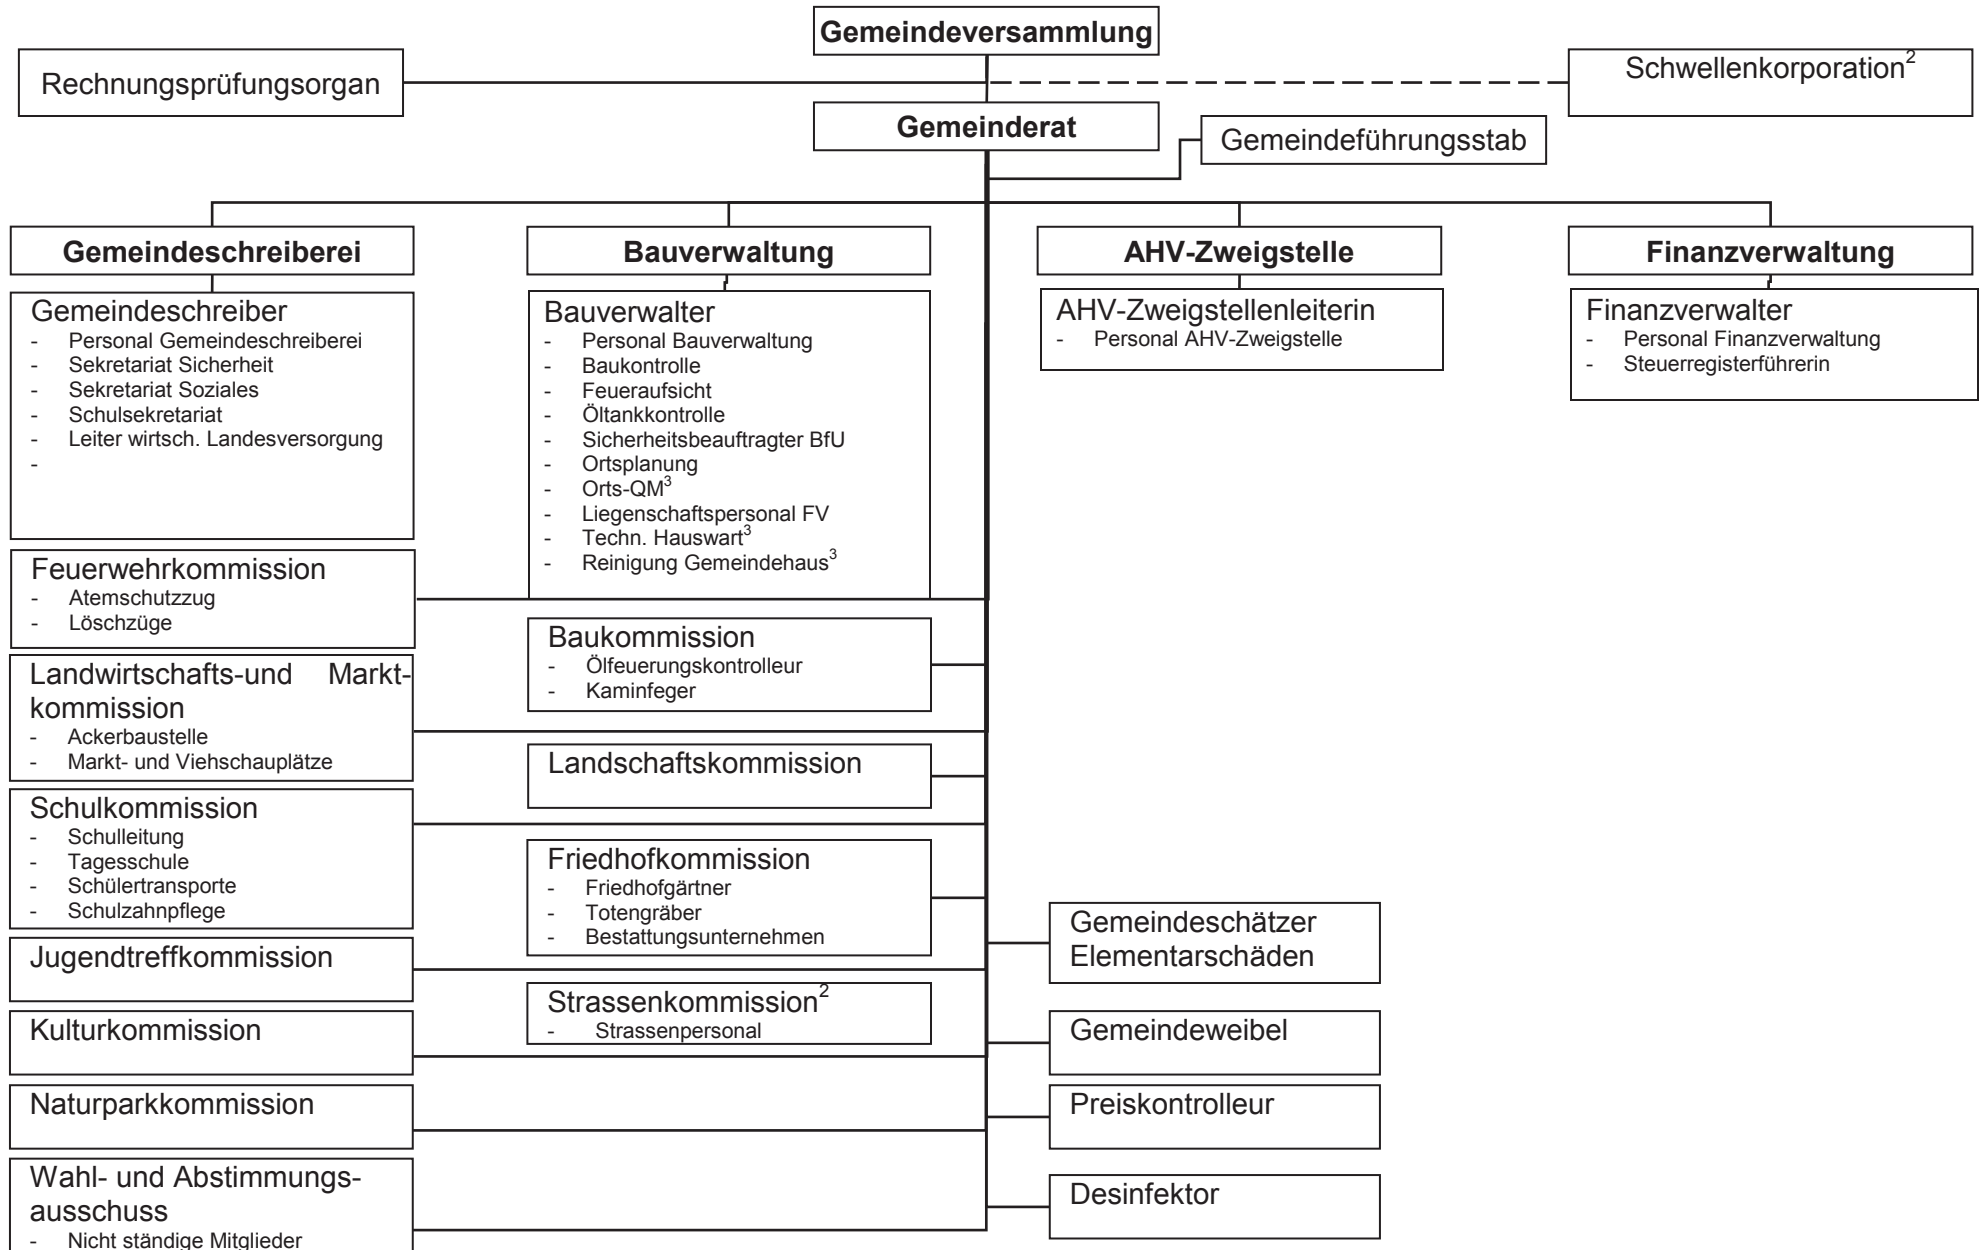 Gemeindeversammlung
Rechnungsprüfungsorgan
Schwellenkorporation²
Gemeinderat
Gemeindeführungsstab
Gemeindeschreiberei
Gemeindeschreiber
- Personal Gemeindeschreiberei
- Sekretariat Sicherheit
- Sekretariat Soziales
- Schulsekretariat
- Leiter wirtsch. Landesversorgung
-
Bauverwaltung
Bauverwalter
- Personal Bauverwaltung
- Baukontrolle
- Feueraufsicht
- Öltankkontrolle
- Sicherheitsbeauftragter BfU
- Ortsplanung
- Orts-QM³
- Liegenschaftspersonal FV
- Techn. Hauswart³
- Reinigung Gemeindehaus³
AHV-Zweigstelle
AHV-Zweigstellenleiterin
- Personal AHV-Zweigstelle
Finanzverwaltung
Finanzverwalter
- Personal Finanzverwaltung
- Steuerregisterführerin
Feuerwehrkommission
- Atemschutzzug
- Löschzüge
Landwirtschafts-und Markt-
kommission
- Ackerbaustelle
- Markt- und Viehschauplätze
Schulkommission
- Schulleitung
- Tagesschule
- Schülertransporte
- Schulzahnpflege
Jugendtreffkommission
Kulturkommission
Naturparkkommission
Wahl- und Abstimmungs-
ausschuss
- Nicht ständige Mitglieder
Baukommission
- Ölfeuerungskontrolleur
- Kaminfeger
Landschaftskommission
Friedhofkommission
- Friedhofgärtner
- Totengräber
- Bestattungsunternehmen
Strassenkommission²
- Strassenpersonal
Gemeindeschätzer
Elementarschäden
Gemeindeweibel
Preiskontrolleur
Desinfektor